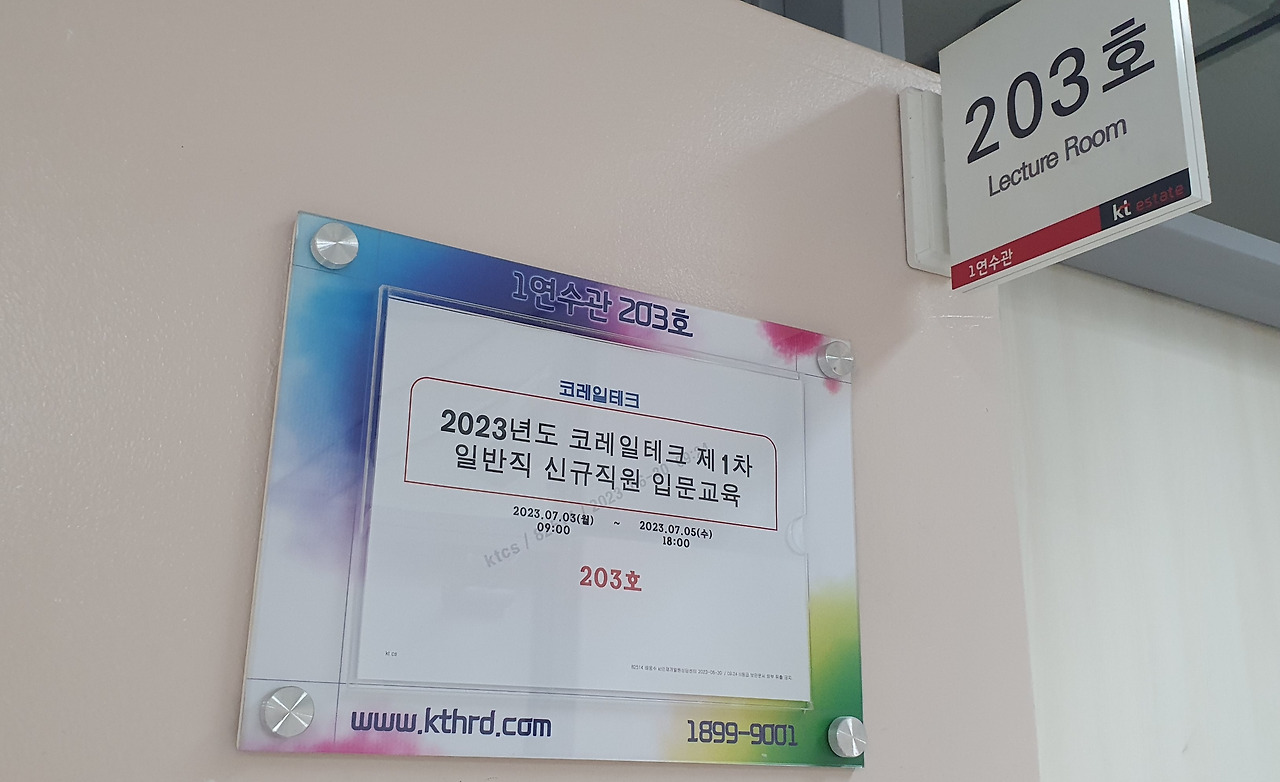 203호
Lecture Room
kt estate
1연수관
1연수관 203호
코레일테크
2023년도 코레일테크 제1차
일반직 신규직원 입문교육
2023.07.03(월) ~ 2023.07.05(수)
09:00 18:00
203호
kt cs
www.kthrd.com
1899-9001